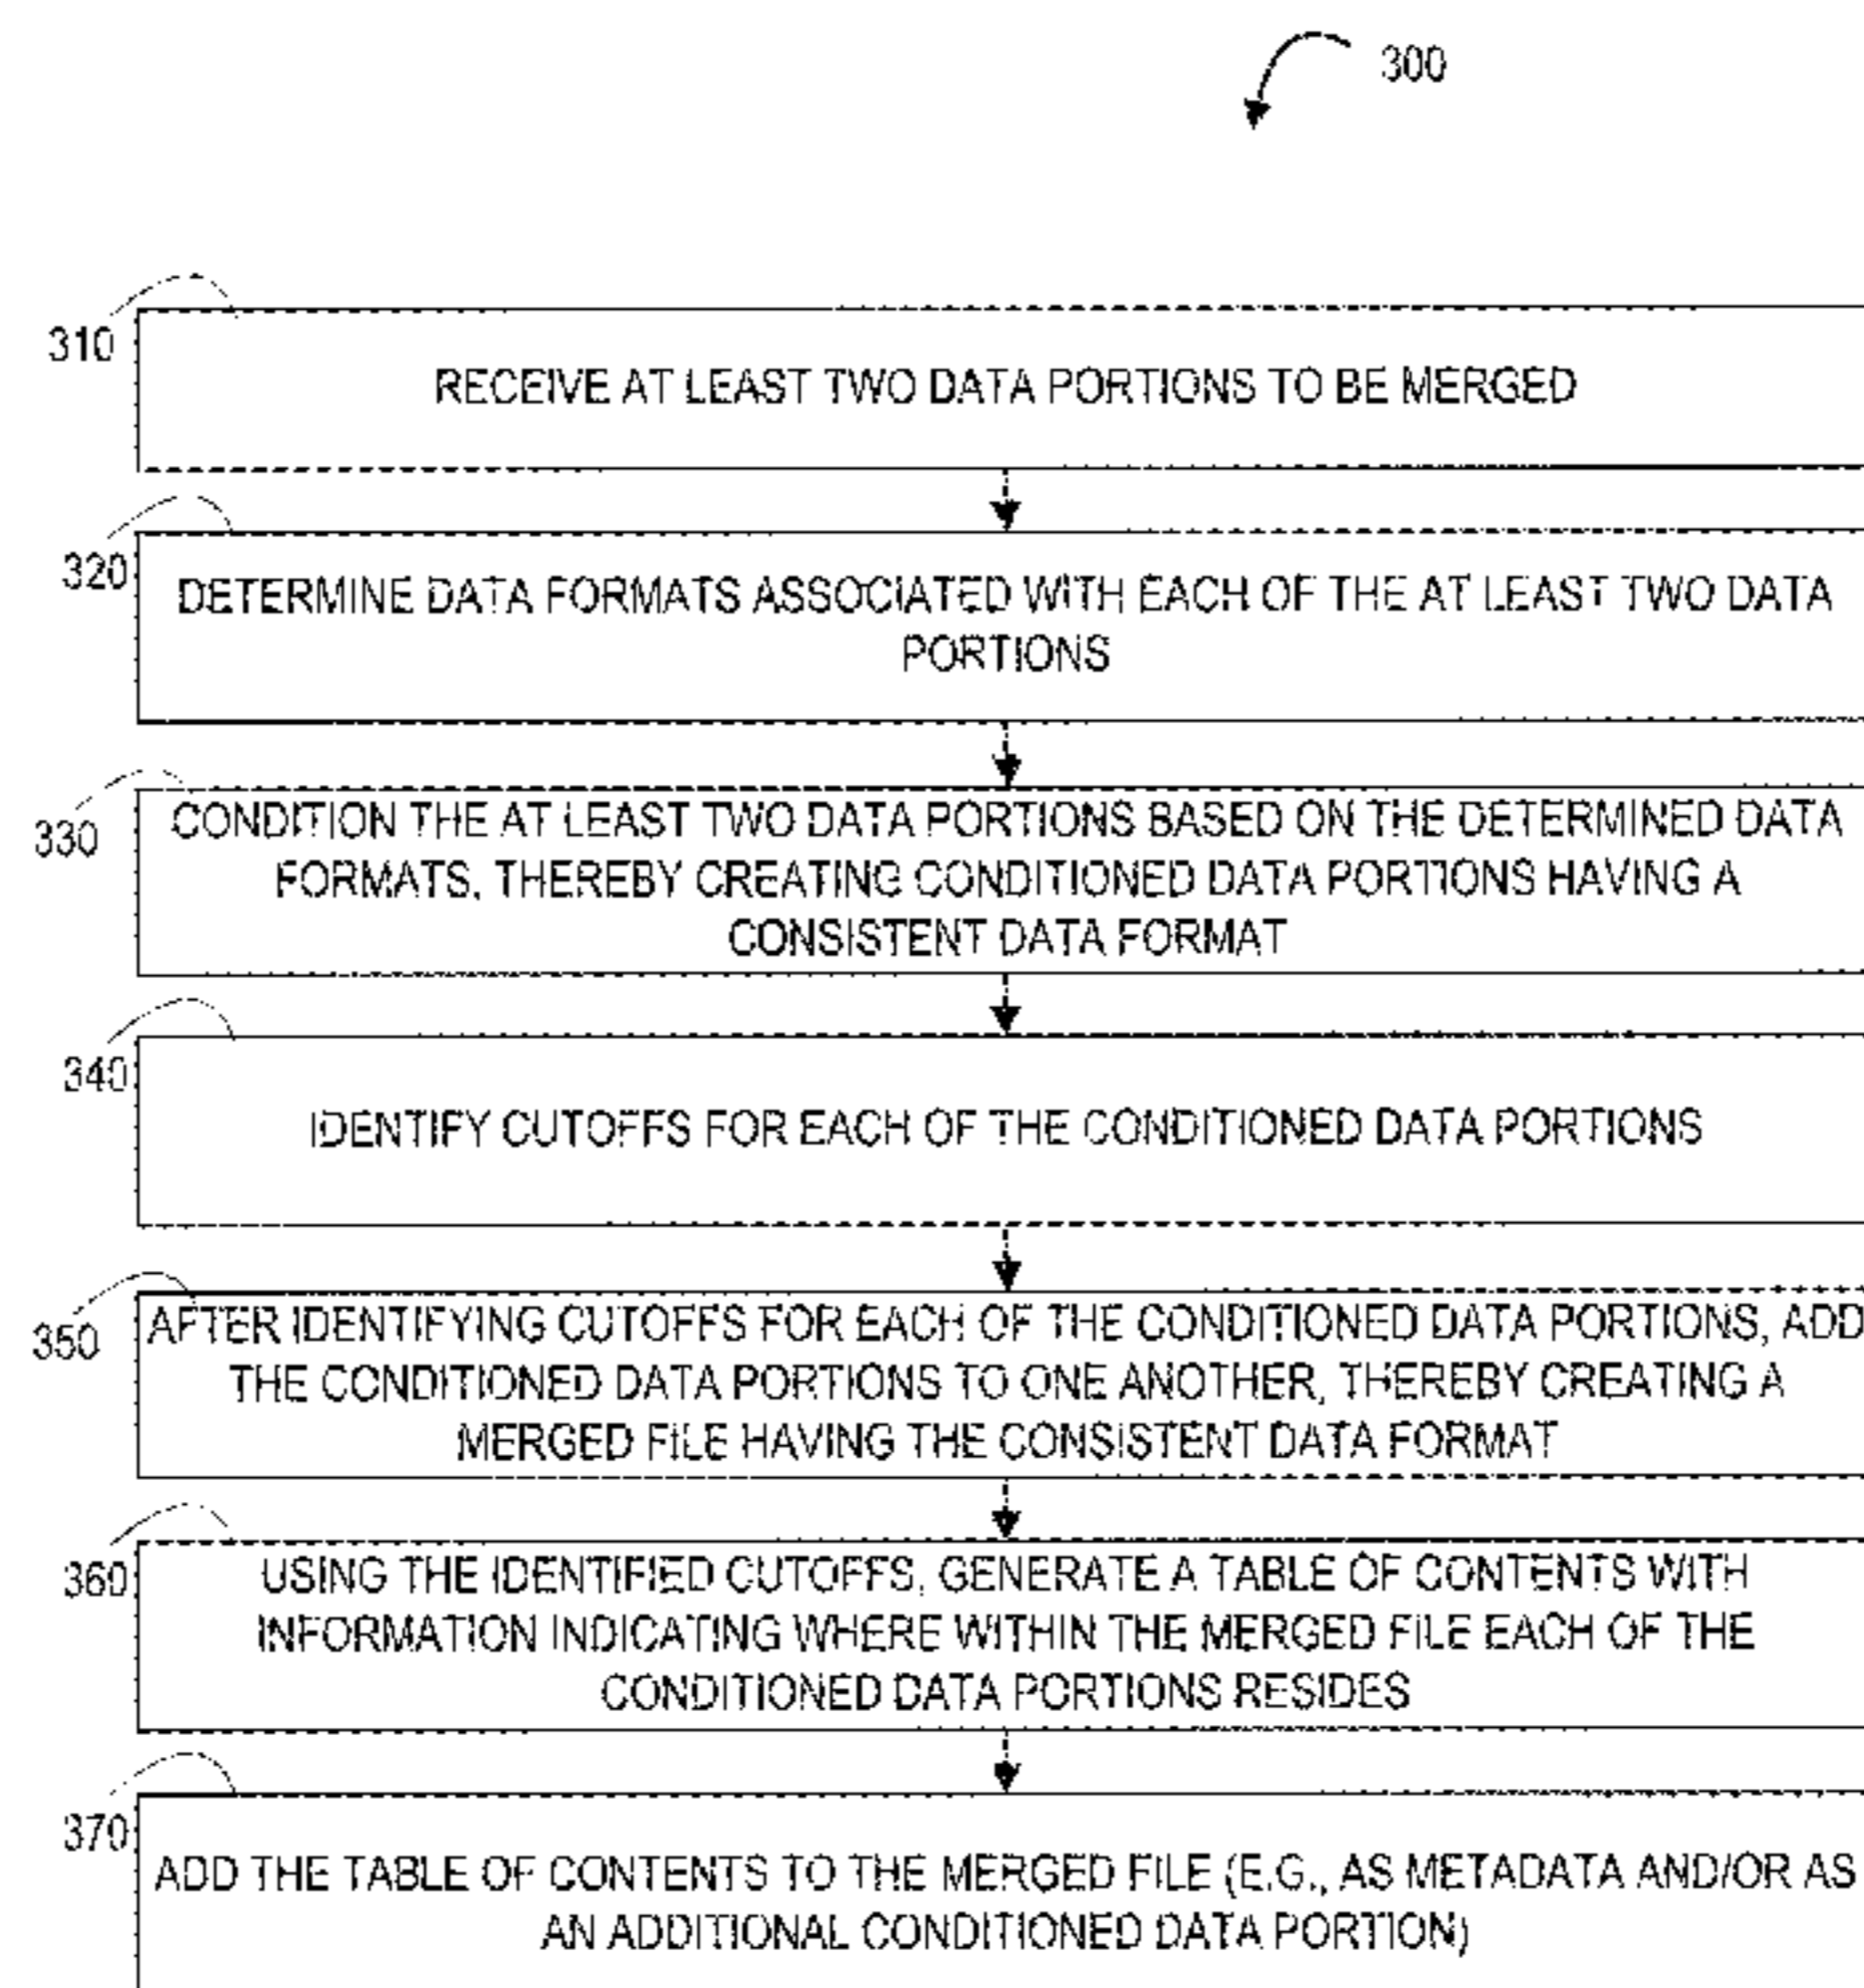 300
310
RECEIVE AT LEAST TWO DATA PORTIONS TO BE MERGED
320
DETERMINE DATA FORMATS ASSOCIATED WITH EACH OF THE AT LEAST TWO DATA
PORTIONS
330
CONDITION THE AT LEAST TWO DATA PORTIONS BASED ON THE DETERMINED DATA
FORMATS, THEREBY CREATING CONDITIONED DATA PORTIONS HAVING A
CONSISTENT DATA FORMAT
340
IDENTIFY CUTOFFS FOR EACH OF THE CONDITIONED DATA PORTIONS
350
AFTER IDENTIFYING CUTOFFS FOR EACH OF THE CONDITIONED DATA PORTIONS, ADD
THE CONDITIONED DATA PORTIONS TO ONE ANOTHER, THEREBY CREATING A
MERGED FILE HAVING THE CONSISTENT DATA FORMAT
360
USING THE IDENTIFIED CUTOFFS, GENERATE A TABLE OF CONTENTS WITH
INFORMATION INDICATING WHERE WITHIN THE MERGED FILE EACH OF THE
CONDITIONED DATA PORTIONS RESIDES
370
ADD THE TABLE OF CONTENTS TO THE MERGED FILE (E.G., AS METADATA AND/OR AS
AN ADDITIONAL CONDITIONED DATA PORTION)